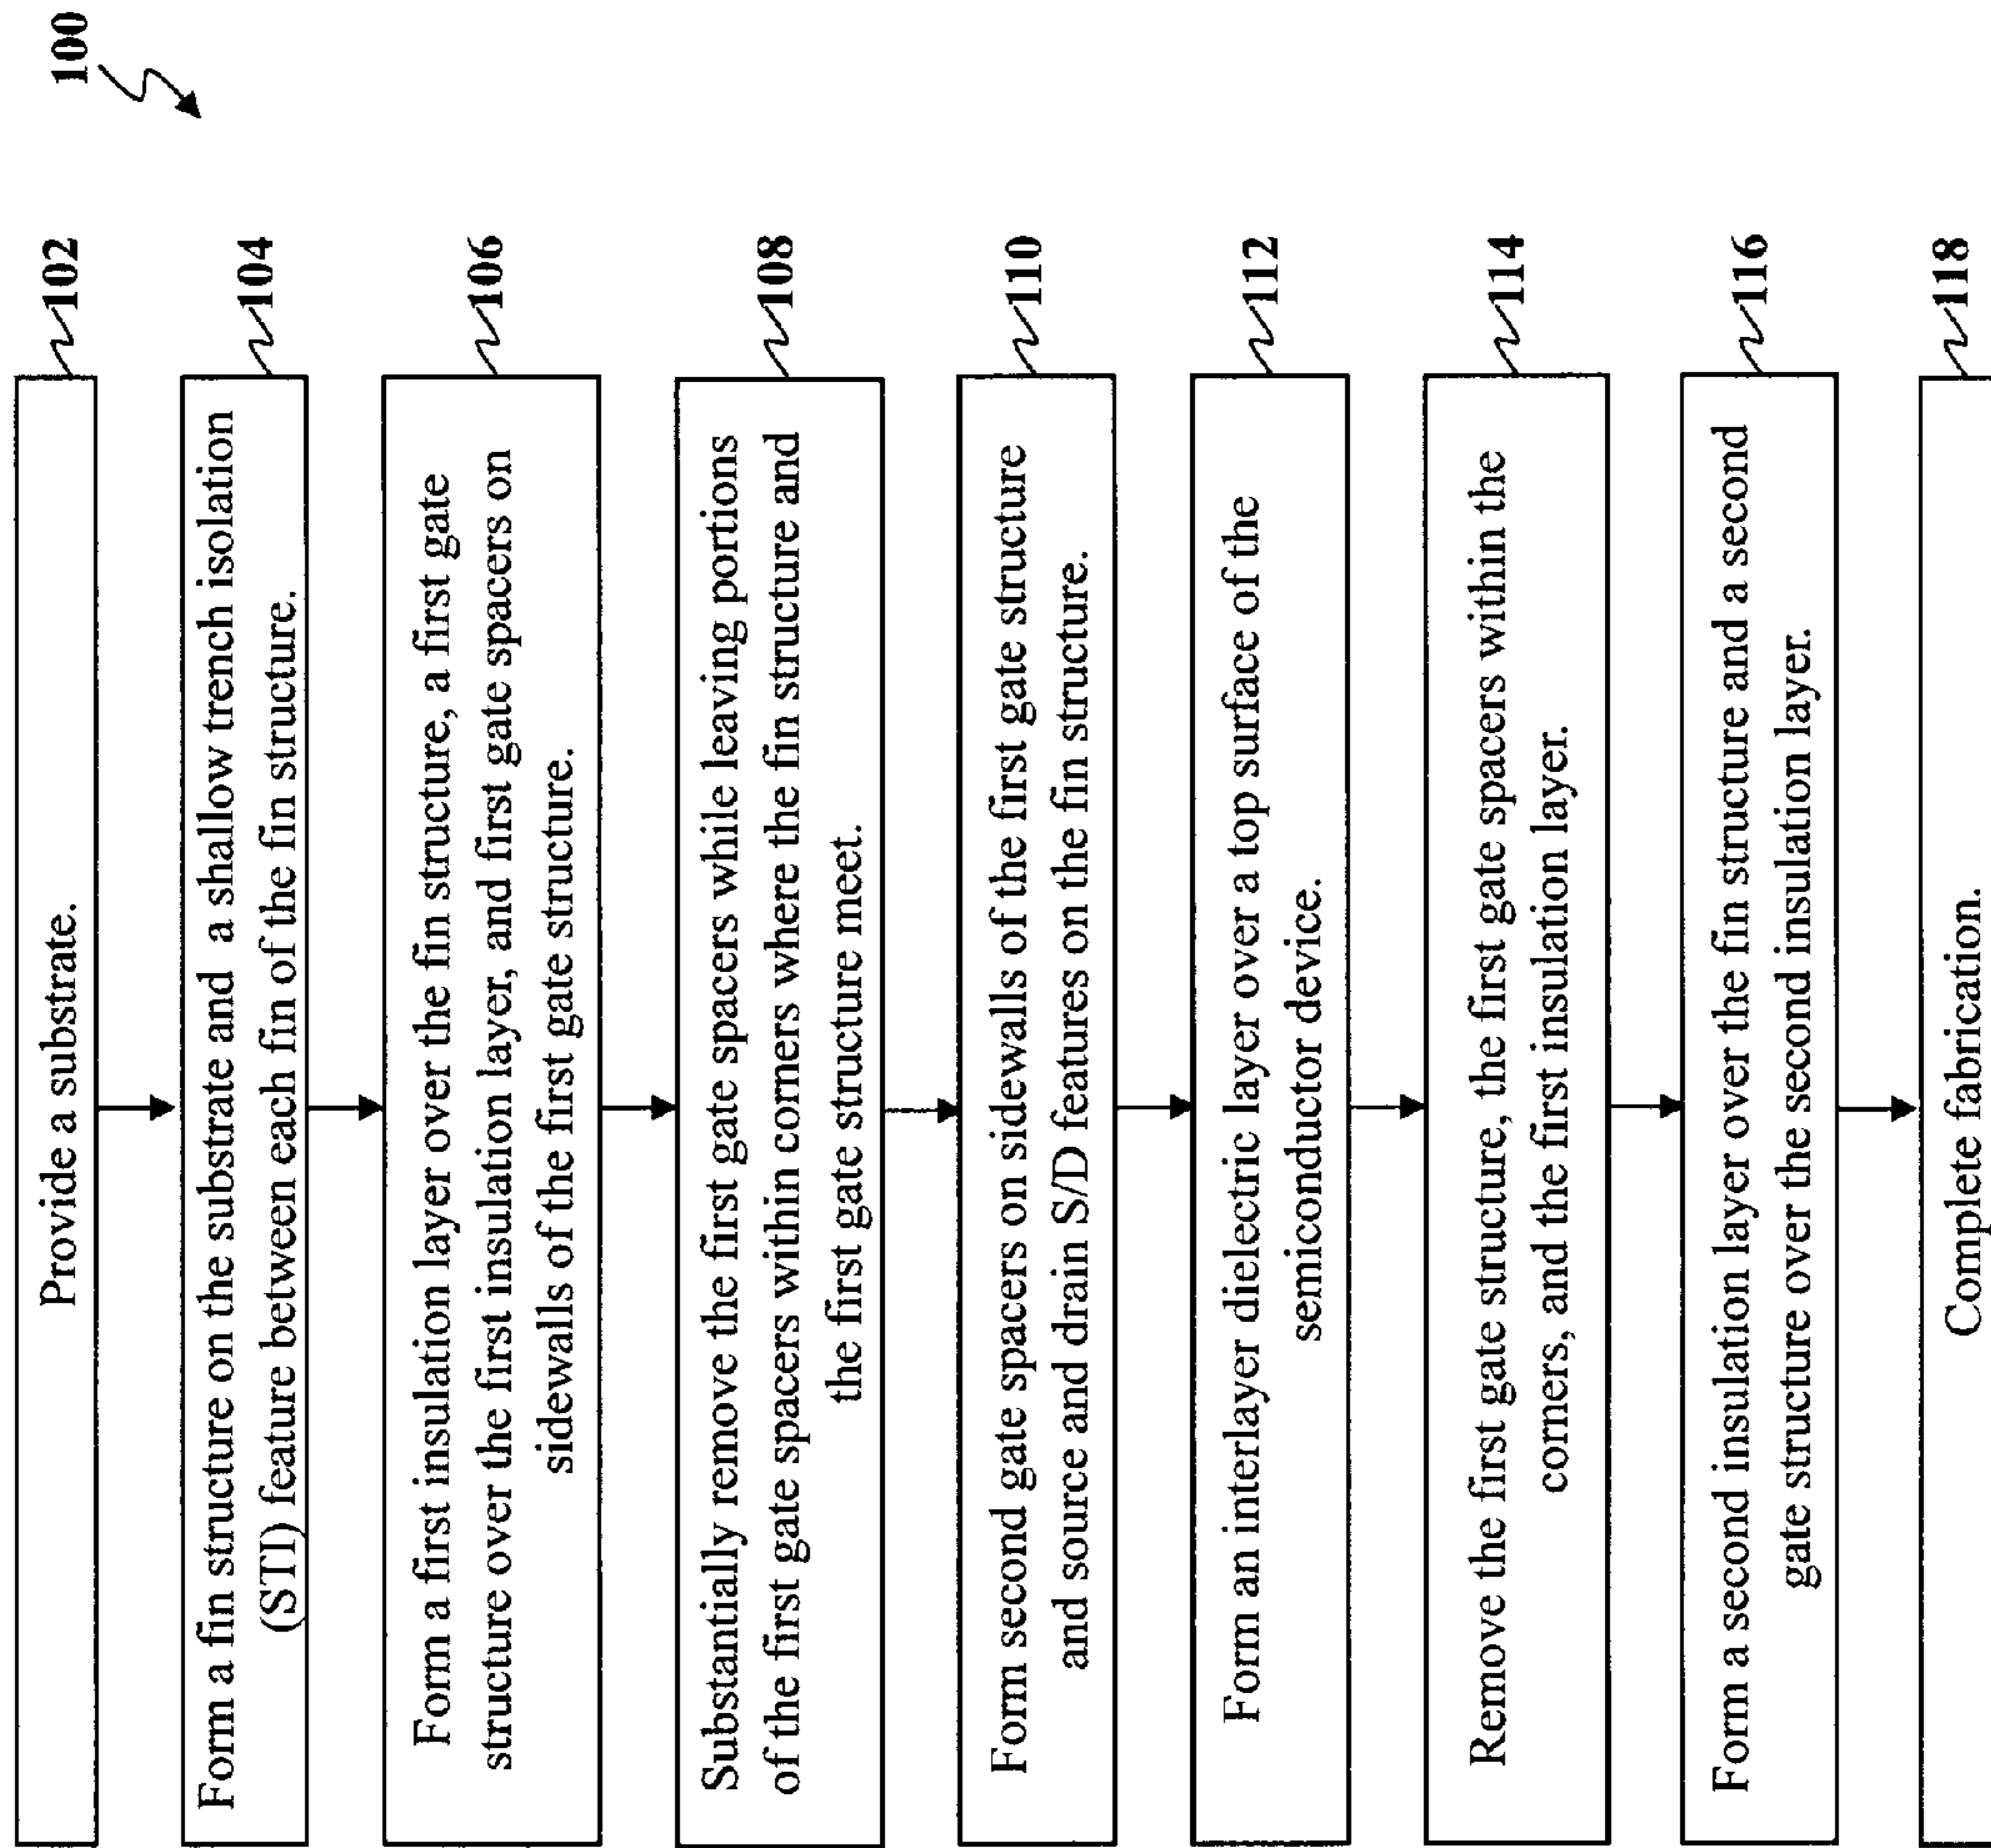 100
Provide a substrate.
102
Form a fin structure on the substrate and a shallow trench isolation
(STI) feature between each fin of the fin structure.
104
Form a first insulation layer over the fin structure, a first gate
structure over the first insulation layer, and first gate spacers on
sidewalls of the first gate structure.
106
Substantially remove the first gate spacers while leaving portions
of the first gate spacers within corners where the fin structure and
the first gate structure meet.
108
Form second gate spacers on sidewalls of the first gate structure
and source and drain S/D features on the fin structure.
110
Form an interlayer dielectric layer over a top surface of the
semiconductor device.
112
Remove the first gate structure, the first gate spacers within the
corners, and the first insulation layer.
114
Form a second insulation layer over the fin structure and a second
gate structure over the second insulation layer.
116
Complete fabrication.
118